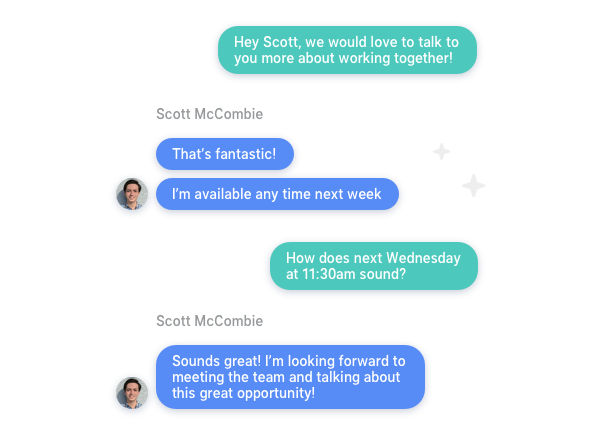 Hey Scott, we would love to talk to
you more about working together!
Scott McCombie
That's fantastic!
I'm available any time next week
How does next Wednesday
at 11:30am sound?
Scott McCombie
Sounds great! I'm looking forward to
meeting the team and talking about
this great opportunity!